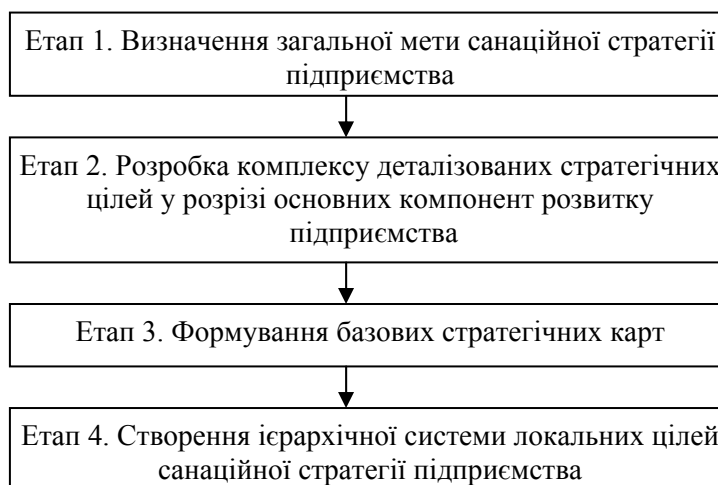 Етап 1. Визначення загальної мети санаційної стратегії
підприємства
Етап 2. Розробка комплексу деталізованих стратегічних
цілей у розрізі основних компонент розвитку
підприємства
Етап 3. Формування базових стратегічних карт
Етап 4. Створення ієрархічної системи локальних цілей
санаційної стратегії підприємства